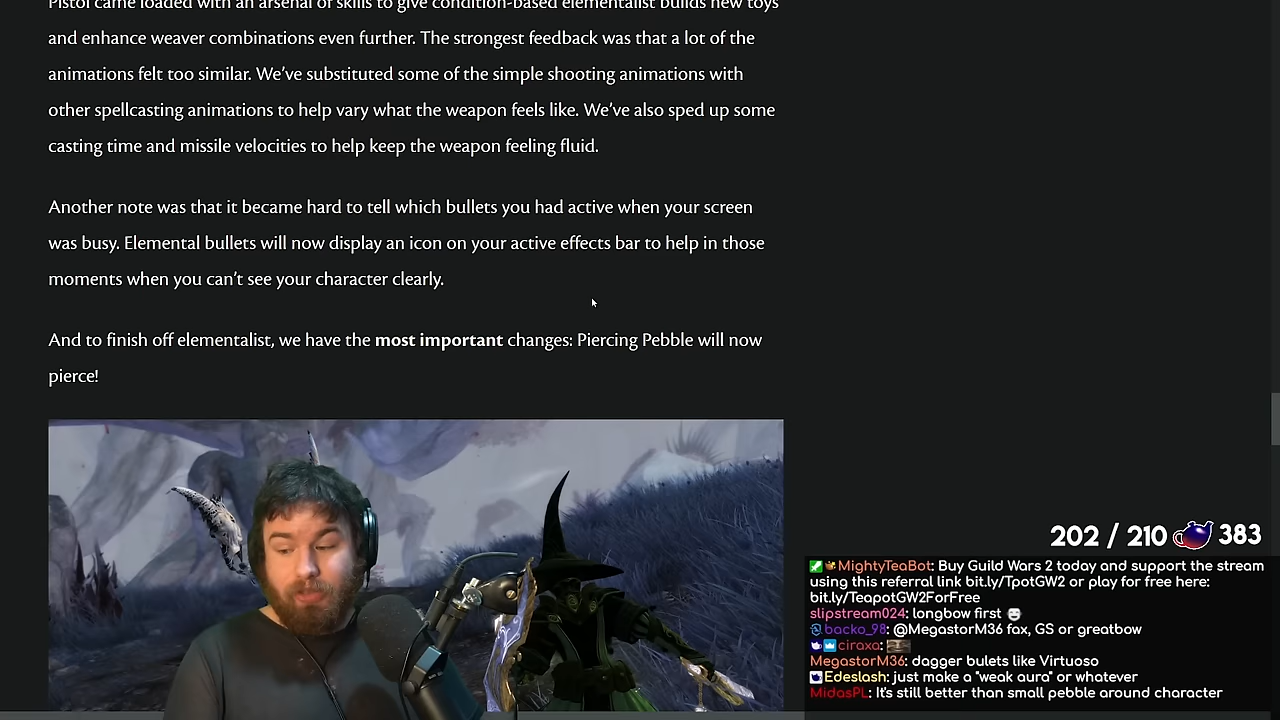 Pistol came loaded with an arsenal of skills to give condition-based elementalist builds new toys
and enhance weaver combinations even further. The strongest feedback was that a lot of the
animations felt too similar. We've substituted some of the simple shooting animations with
other spellcasting animations to help vary what the weapon feels like. We've also sped up some
casting time and missile velocities to help keep the weapon feeling fluid.
Another note was that it became hard to tell which bullets you had active when your screen
was busy. Elemental bullets will now display an icon on your active effects bar to help in those
moments when you can't see your character clearly.
And to finish off elementalist, we have the most important changes: Piercing Pebble will now
pierce!
202 / 210 383
MightyTeaBot: Buy Guild Wars 2 today and support the stream
using this referral link bit.ly/TpotGW2 or play for free here:
bit.ly/TeapotGW2ForFree
slipstream024: longbow first
backo_98: @MegastorM36 fax, GS or greatbow
ciraxa:
MegastorM36: dagger bulets like Virtuoso
Edeslash: just make a "weak aura" or whatever
MidasPL: It's still better than small pebble around character